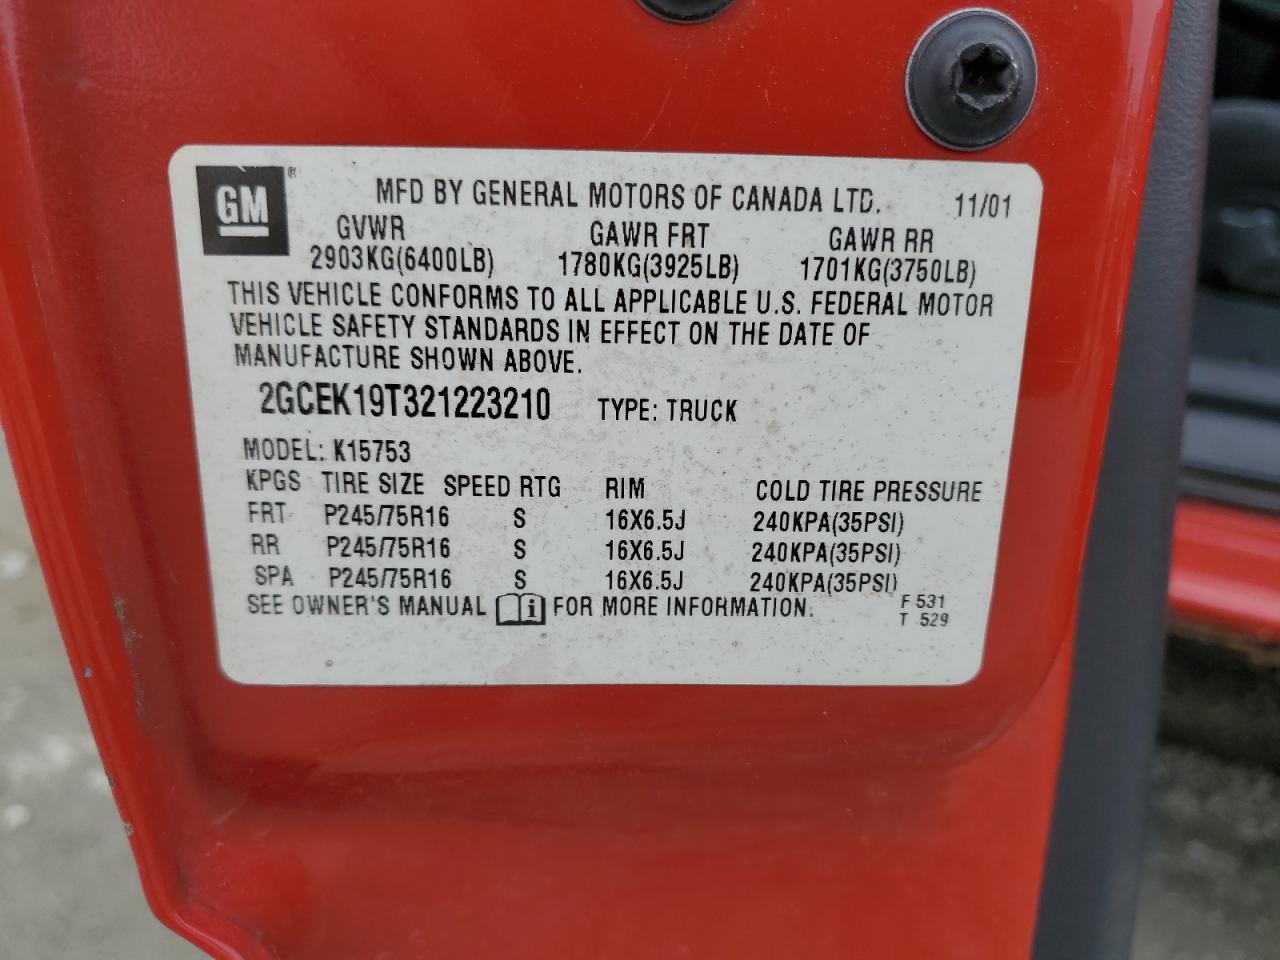 GM ® MFD BY GENERAL MOTORS OF CANADA LTD. 11/01
GVWR GAWR FRT GAWR RR
2903KG(6400LB) 1780KG(3925LB) 1701KG(3750LB)
THIS VEHICLE CONFORMS TO ALL APPLICABLE U.S. FEDERAL MOTOR
VEHICLE SAFETY STANDARDS IN EFFECT ON THE DATE OF
MANUFACTURE SHOWN ABOVE.
2GCEK19T321223210 TYPE: TRUCK
MODEL: K15753
KPGS TIRE SIZE SPEED RTG RIM COLD TIRE PRESSURE
FRT P245/75R16 S 16X6.5J 240KPA(35PSI)
RR P245/75R16 S 16X6.5J 240KPA(35PSI)
SPA P245/75R16 S 16X6.5J 240KPA(35PSI)
SEE OWNER'S MANUAL i FOR MORE INFORMATION. F 531
T 529